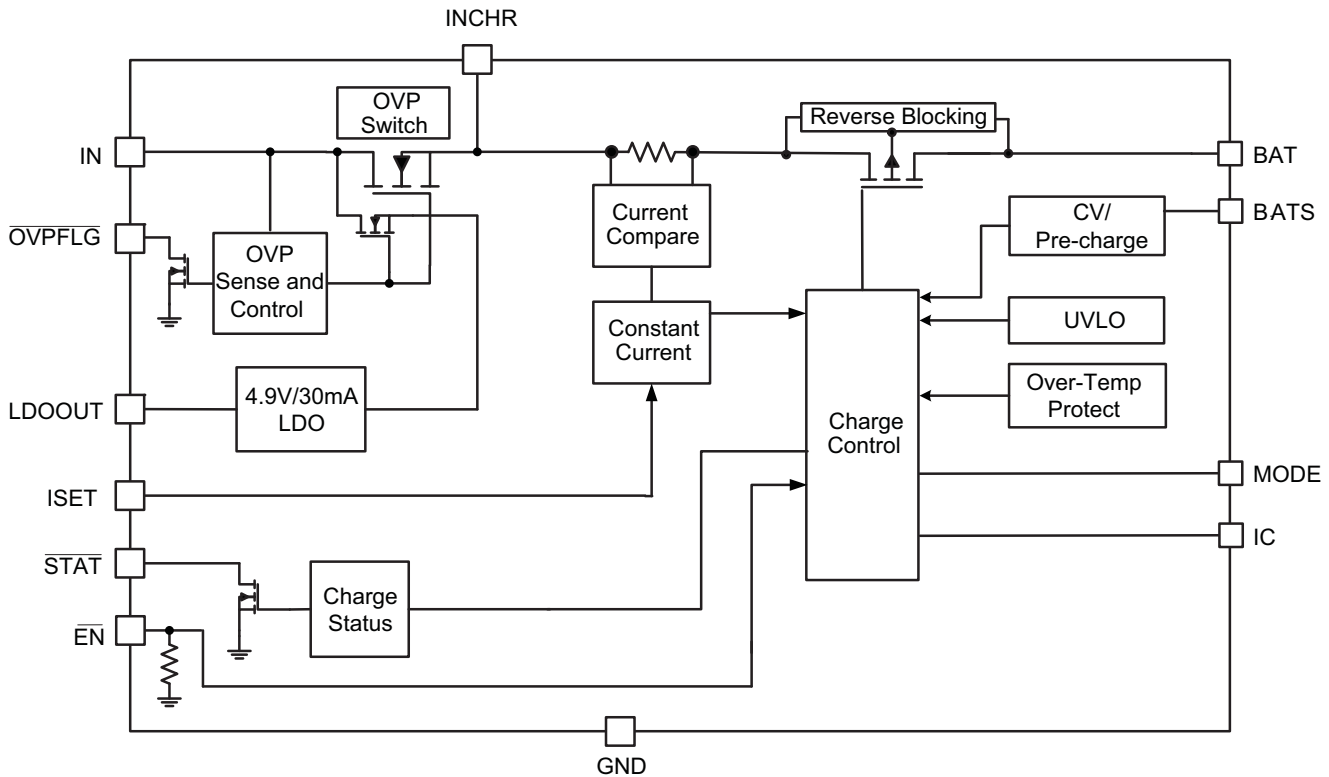 INCHR
OVP
Switch
Reverse Blocking
IN
BAT
OVPFLG
Current
Compare
CV/
Pre-charge
BATS
OVP
Sense and
Control
Constant
Current
UVLO
LDOOUT
4.9V/30mA
LDO
Over-Temp
Protect
Charge
Control
ISET
MODE
STAT
IC
Charge
Status
EN
GND